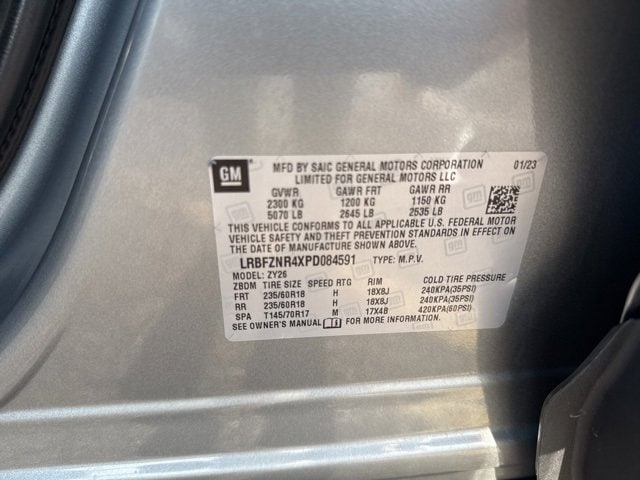 GM
MFD BY SAIC GENERAL MOTORS CORPORATION 01/23
LIMITED FOR GENERAL MOTORS LLC
GVWR GAWR FRT GAWR RR
2300 KG 1200 KG 1150 KG
5070 LB 2645 LB 2535 LB
THIS VEHICLE CONFORMS TO ALL APPLICABLE U.S. FEDERAL MOTOR
VEHICLE SAFETY AND THEFT PREVENTION STANDARDS IN EFFECT ON
THE DATE OF MANUFACTURE SHOWN ABOVE.
LRBFZNR4XPD084591 TYPE: M.P.V.
MODEL: ZY26
ZBDM TIRE SIZE SPEED RTG RIM COLD TIRE PRESSURE
FRT 235/60R18 H 18X8J 240KPA(35PSI)
RR 235/60R18 H 18X8J 240KPA(35PSI)
SPA T145/70R17 M 17X4B 420KPA(60PSI)
SEE OWNER'S MANUAL FOR MORE INFORMATION.